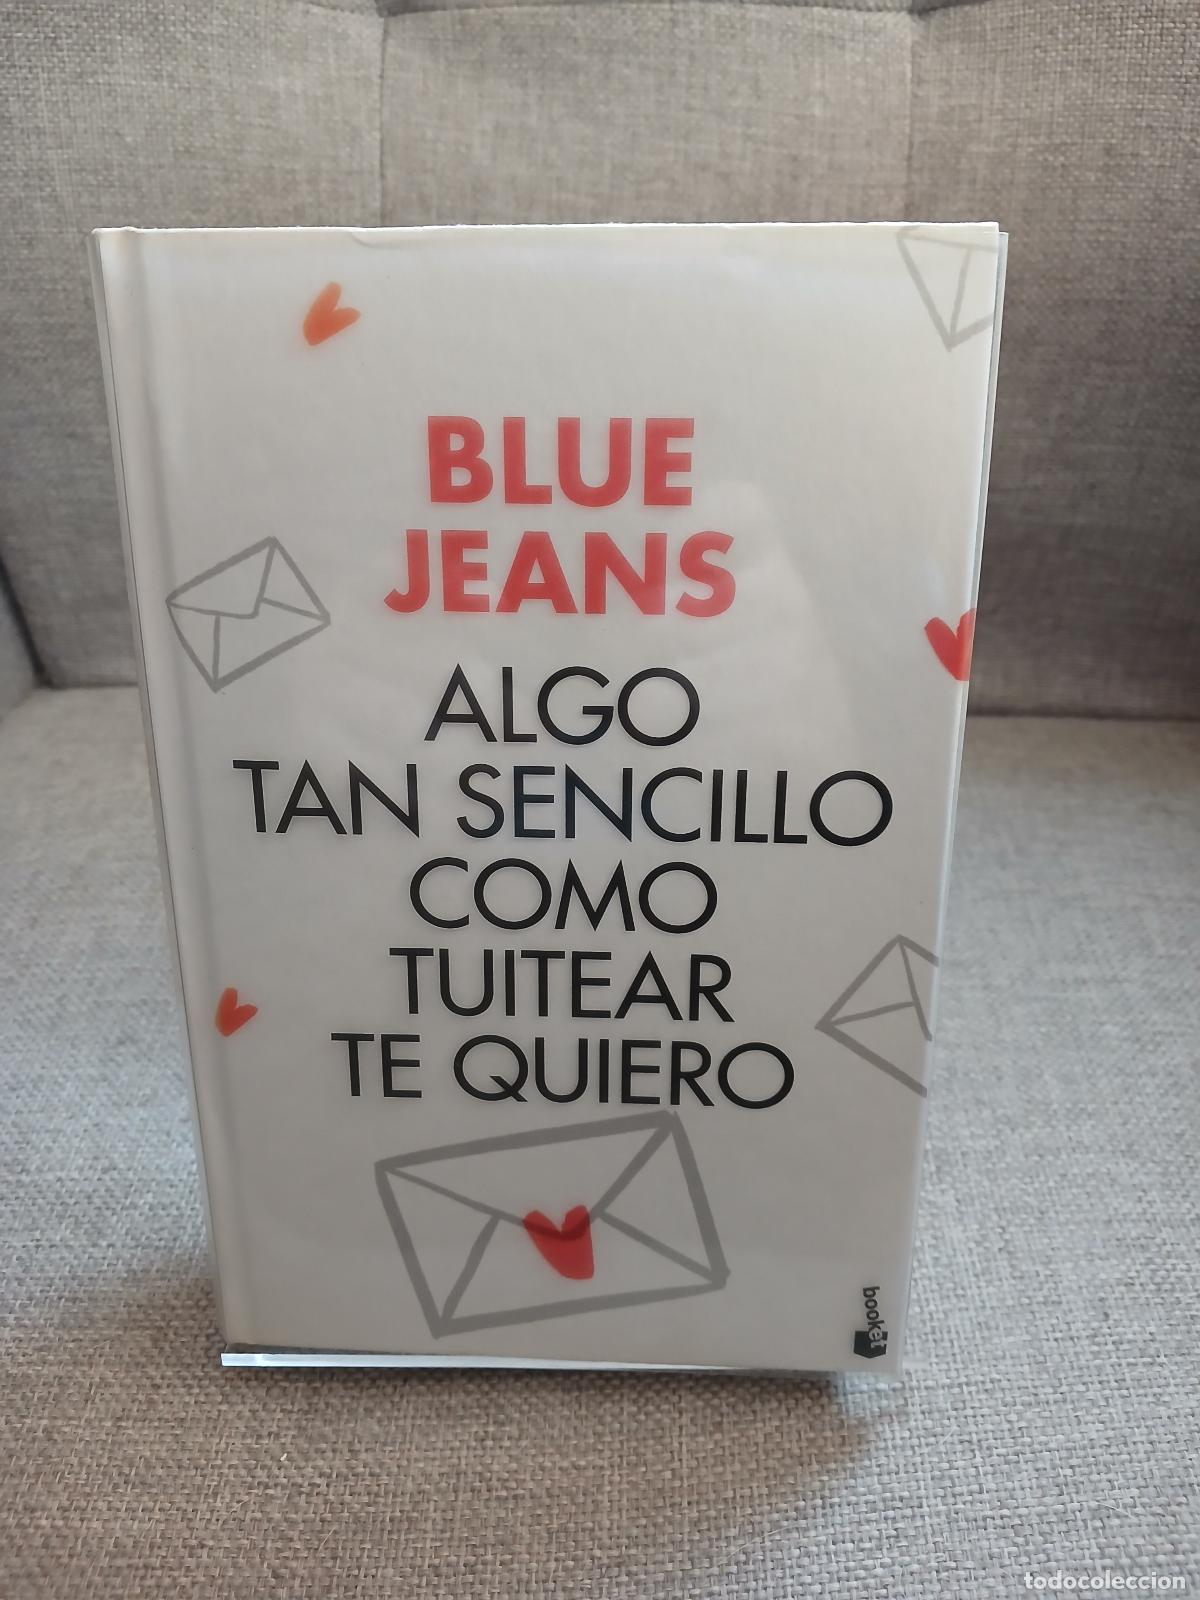 BLUE
JEANS
ALGO
TAN SENCILLO
COMO
TUITEAR
TE QUIERO
booket
todocoleccion